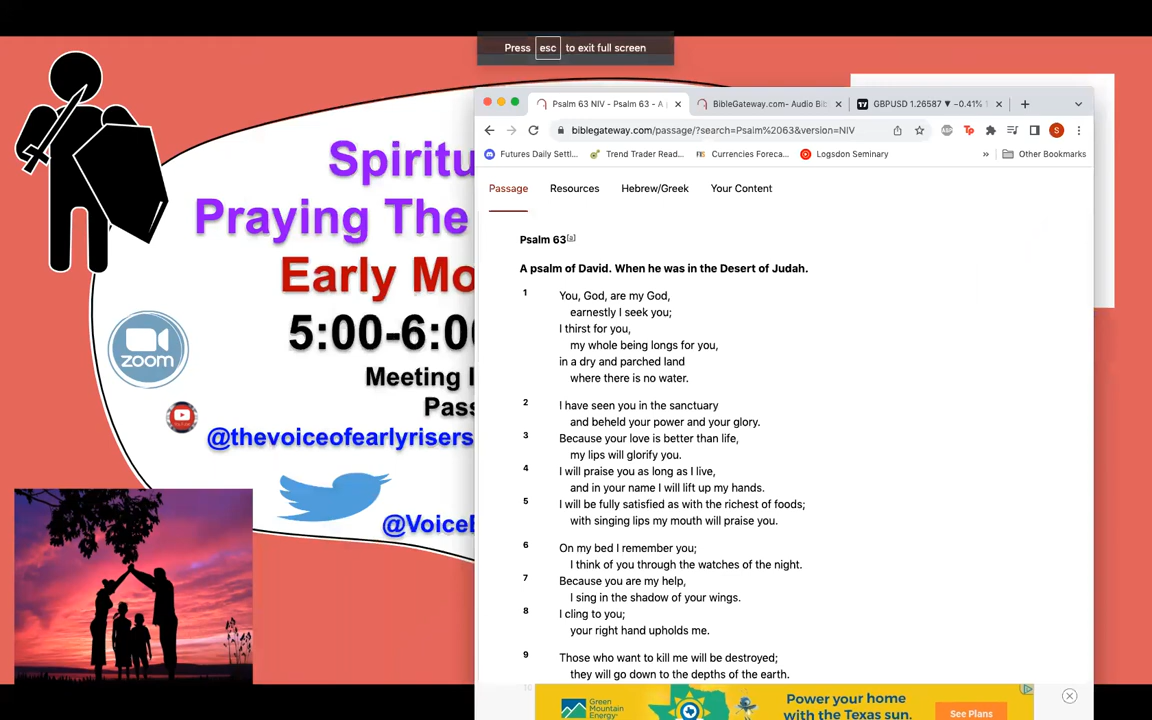 Press esc to exit full screen
Psalm 63 NIV - Psalm 63 - A
BibleGateway.com- Audio Bib
GBPUSD 1.26587 ▼ −0.41%
biblegateway.com/passage/?search=Psalm%2063&version=NIV
Futures Daily Setti...
Trend Trader Read...
Currencies Foreca...
Logsdon Seminary
»
Other Bookmarks
Passage
Resources
Hebrew/Greek
Your Content
Psalm 63[a]
A psalm of David. When he was in the Desert of Judah.
1 You, God, are my God,
earnestly I seek you;
I thirst for you,
my whole being longs for you,
in a dry and parched land
where there is no water.
2 I have seen you in the sanctuary
and beheld your power and your glory.
3 Because your love is better than life,
my lips will glorify you.
4 I will praise you as long as I live,
and in your name I will lift up my hands.
5 I will be fully satisfied as with the richest of foods;
with singing lips my mouth will praise you.
6 On my bed I remember you;
I think of you through the watches of the night.
7 Because you are my help,
I sing in the shadow of your wings.
8 I cling to you;
your right hand upholds me.
9 Those who want to kill me will be destroyed;
they will go down to the depths of the earth.
10
Green Mountain Energy
Power your home
with the Texas sun.
See Plans
Spiritu
Praying The
Early Mo
5:00-6:0
Meeting I
Pass
zoom
@thevoiceofearlyrisers
@VoiceE